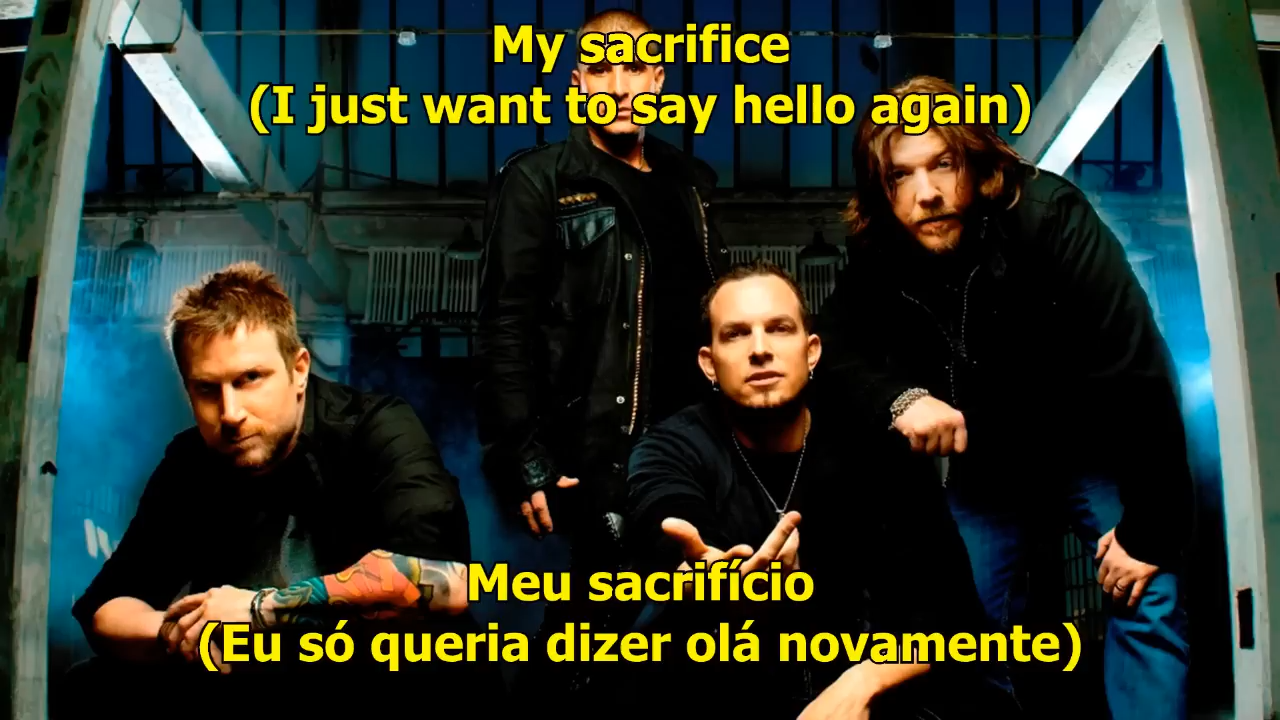 My sacrifice
(I just want to say hello again)
Meu sacrifício
(Eu só queria dizer olá novamente)